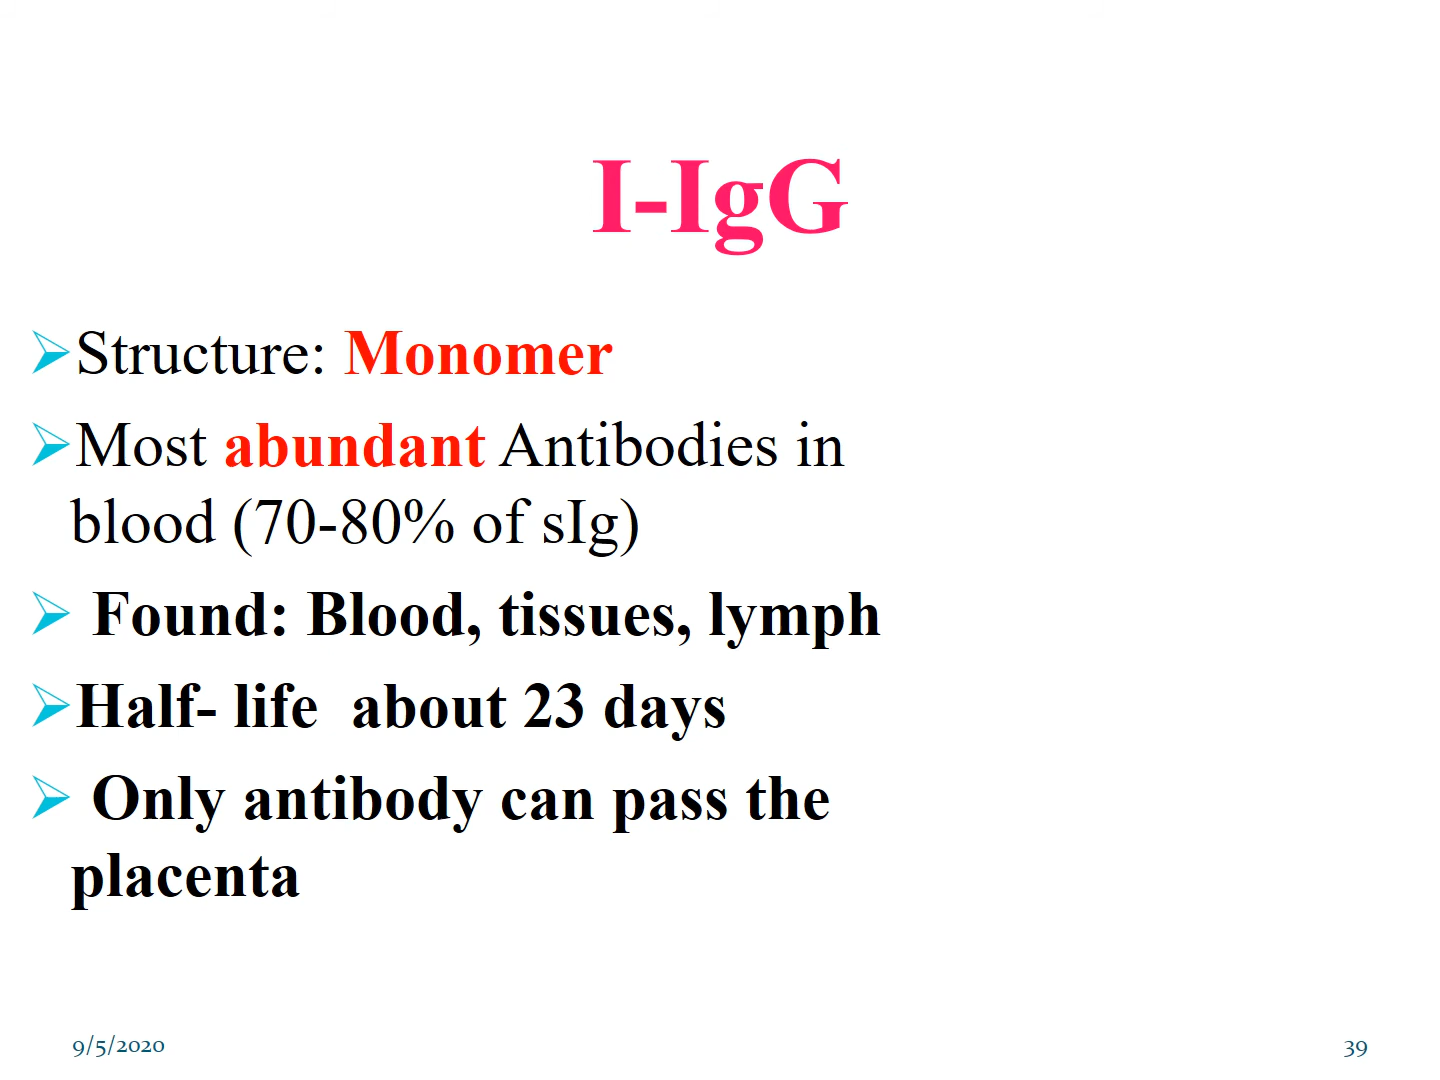 I-IgG
Structure: Monomer
Most abundant Antibodies in
blood (70-80% of sIg)
Found: Blood, tissues, lymph
Half- life  about 23 days
Only antibody can pass the
placenta
9/5/2020
39